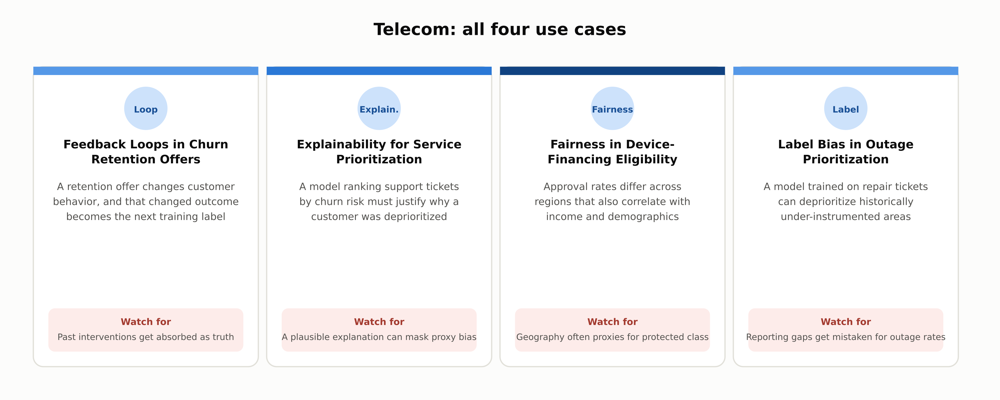 Telecom: all four use cases
Loop
Feedback Loops in Churn
Retention Offers
A retention offer changes customer
behavior, and that changed outcome
becomes the next training label
Watch for
Past interventions get absorbed as truth
Explain.
Explainability for Service
Prioritization
A model ranking support tickets
by churn risk must justify why a
customer was deprioritized
Watch for
A plausible explanation can mask proxy bias
Fairness
Fairness in Device-
Financing Eligibility
Approval rates differ across
regions that also correlate with
income and demographics
Watch for
Geography often proxies for protected class
Label
Label Bias in Outage
Prioritization
A model trained on repair tickets
can deprioritize historically
under-instrumented areas
Watch for
Reporting gaps get mistaken for outage rates